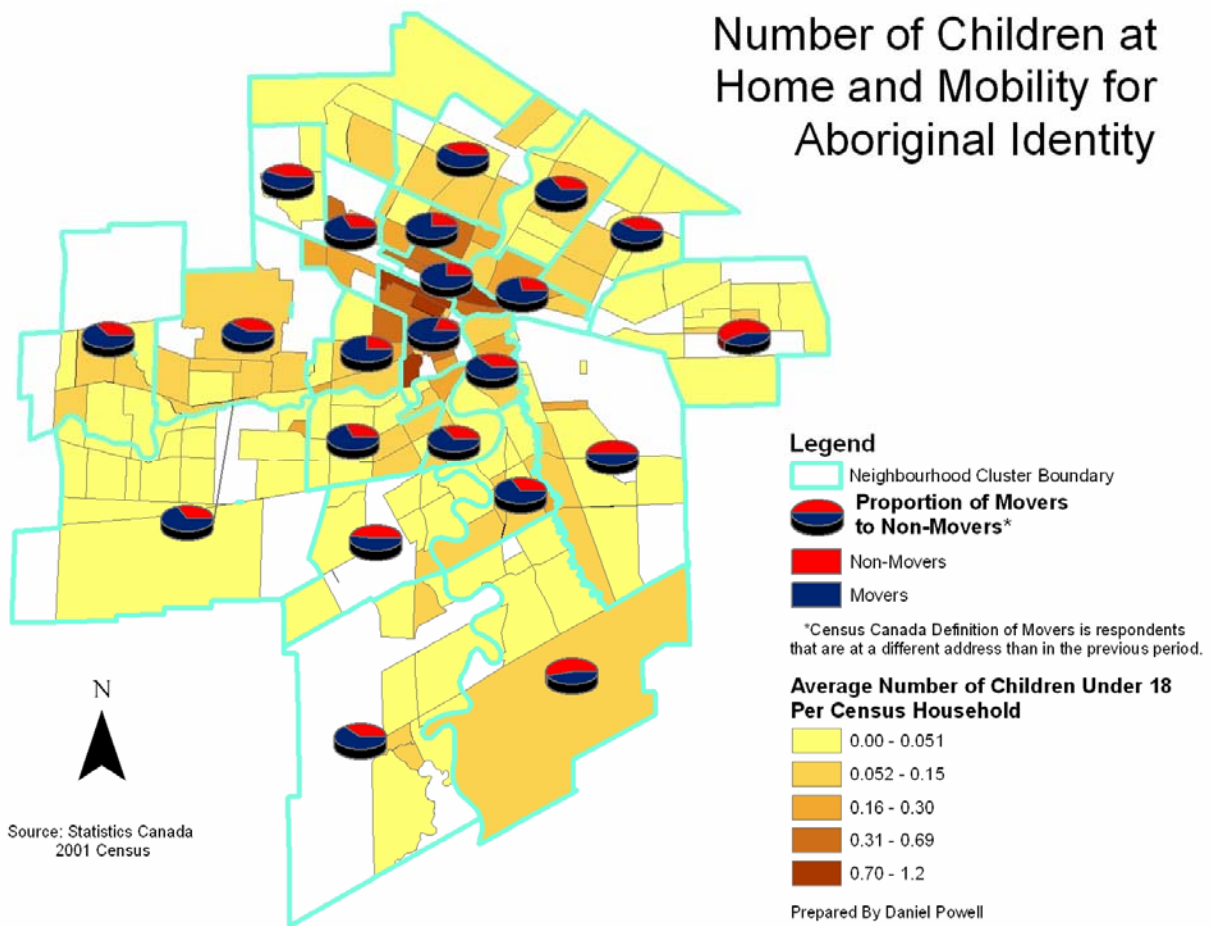 Number of Children at
Home and Mobility for
Aboriginal Identity
Legend
Neighbourhood Cluster Boundary
Proportion of Movers
to Non-Movers*
Non-Movers
Movers
*Census Canada Definition of Movers is respondents
that are at a different address than in the previous period.
Average Number of Children Under 18
Per Census Household
0.00 - 0.051
0.052 - 0.15
0.16 - 0.30
0.31 - 0.69
0.70 - 1.2
Prepared By Daniel Powell
N
Source: Statistics Canada
2001 Census